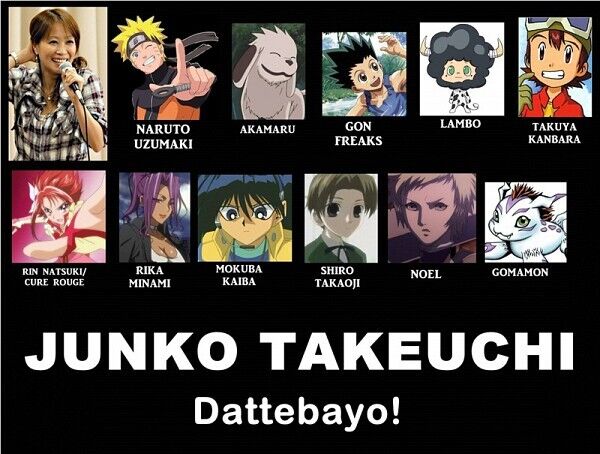 NARUTO
UZUMAKI
AKAMARU
GON
FREAKS
LAMBO
TAKUYA
KANBARA
RIN NATSUKI/
CURE ROUGE
RIKA
MINAMI
MOKUBA
KAIBA
SHIRO
TAKAOJI
NOEL
GOMAMON
JUNKO TAKEUCHI
Dattebayo!